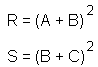 R = (A + B)²
S = (B + C)²